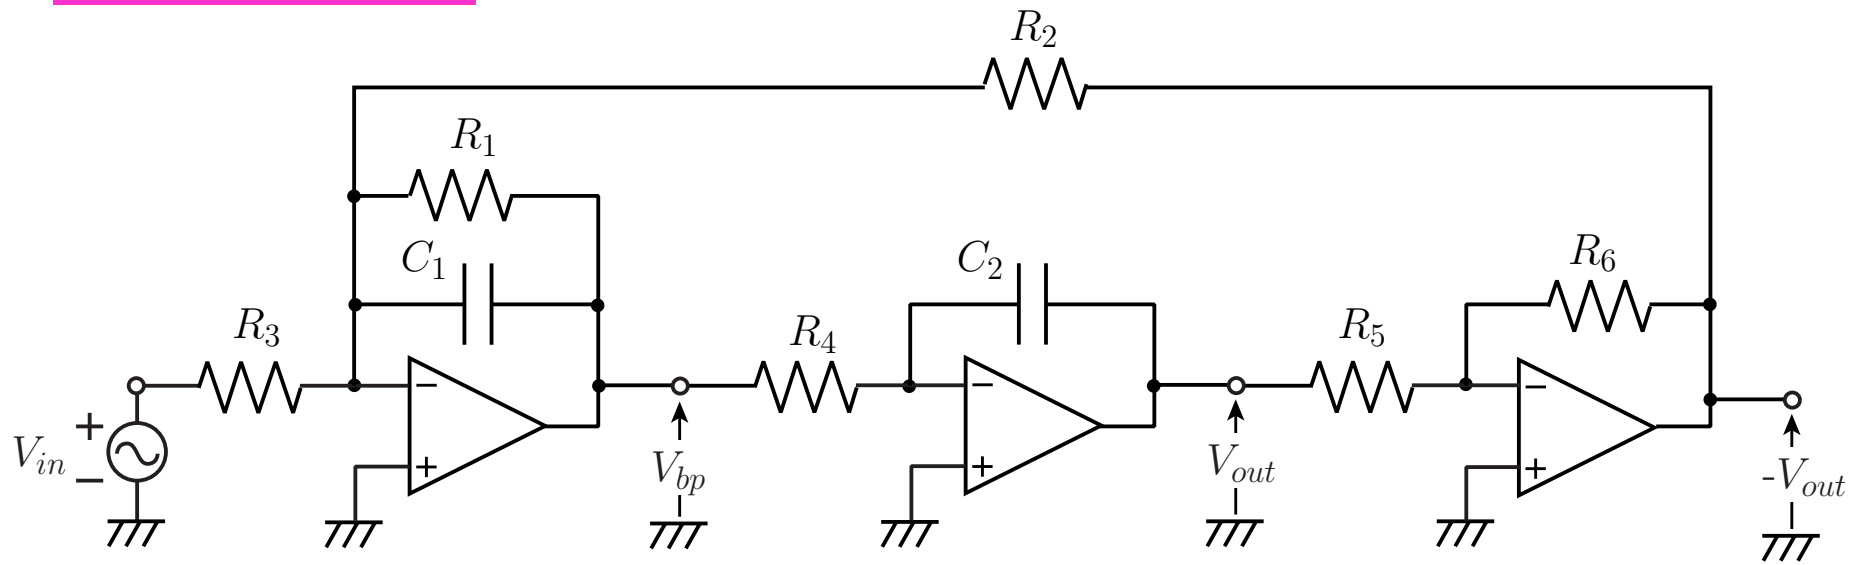 R2
R1
C1
C2
R6
R3
R4
R5
+
−
Vin
−
+
Vbp
−
+
Vout
−
+
-Vout